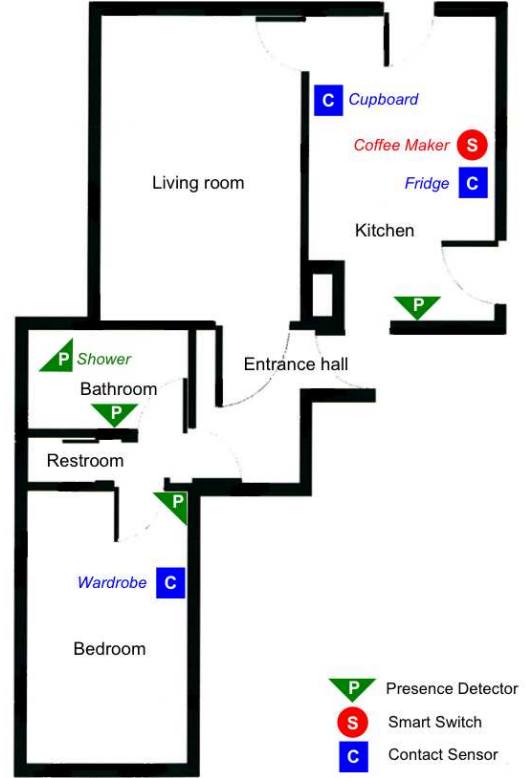 C Cupboard
Coffee Maker S
Living room
Fridge C
Kitchen
P
P Shower
Entrance hall
Bathroom
P
Restroom
P
Wardrobe C
Bedroom
P Presence Detector
S Smart Switch
C Contact Sensor